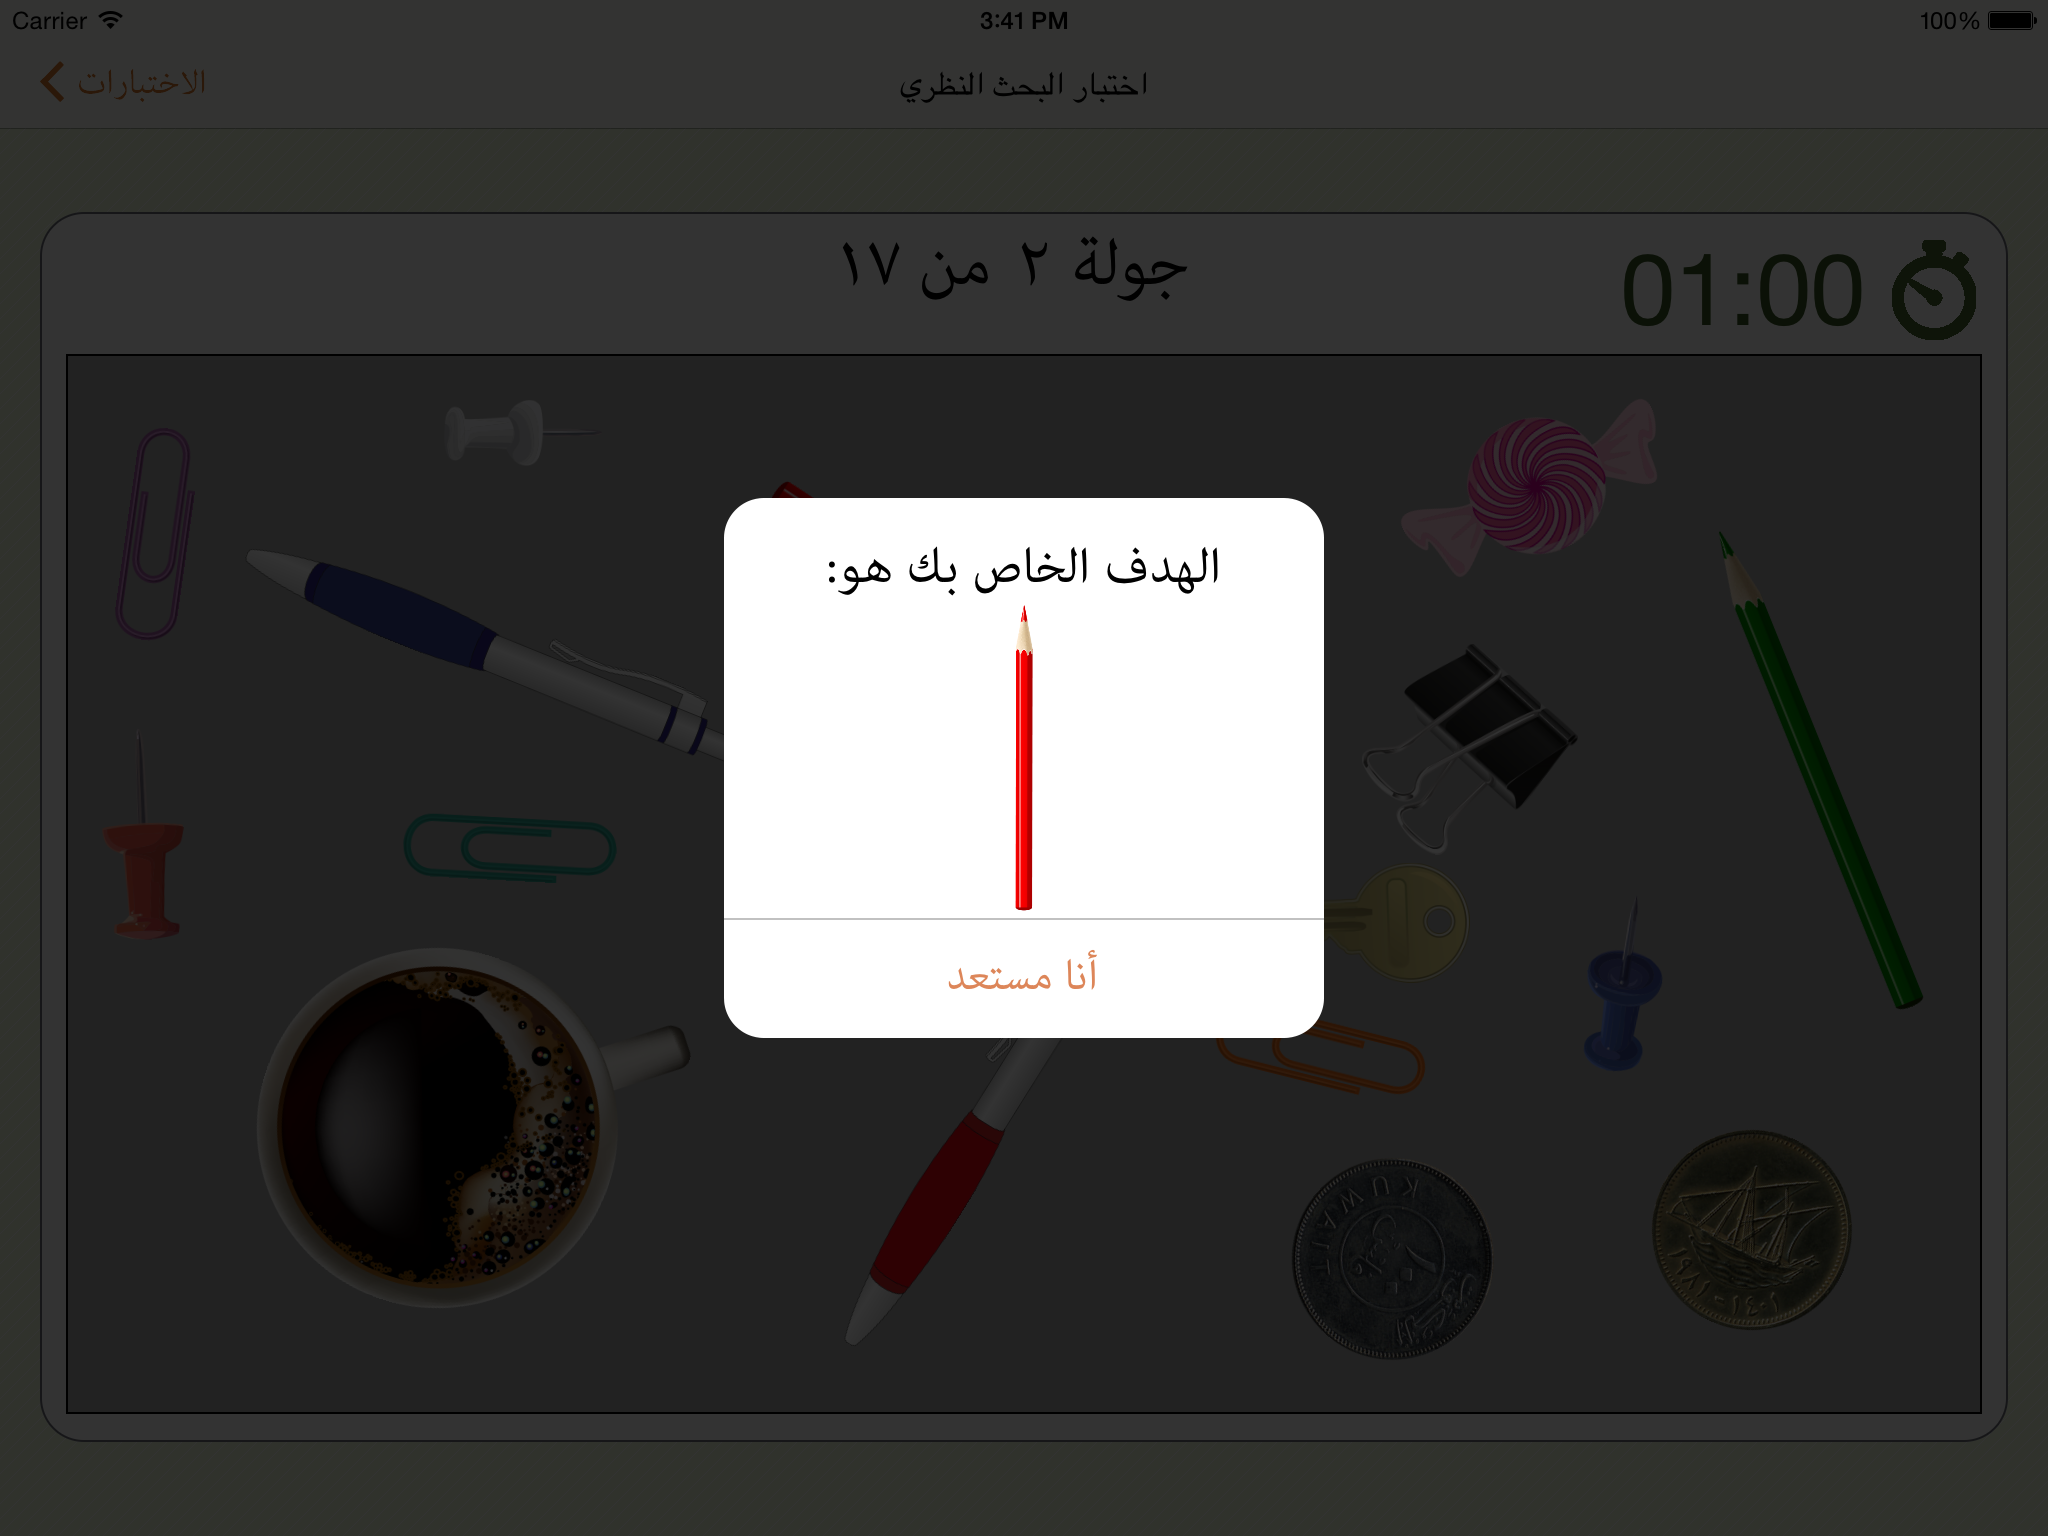 Carrier
3:41 PM
100%
الاختبارات
اختبار البحث النظري
جولة ٢ من ١٧
01:00
الهدف الخاص بك هو:
أنا مستعد
KUWAIT
١٩٨١ - ١٤٠١